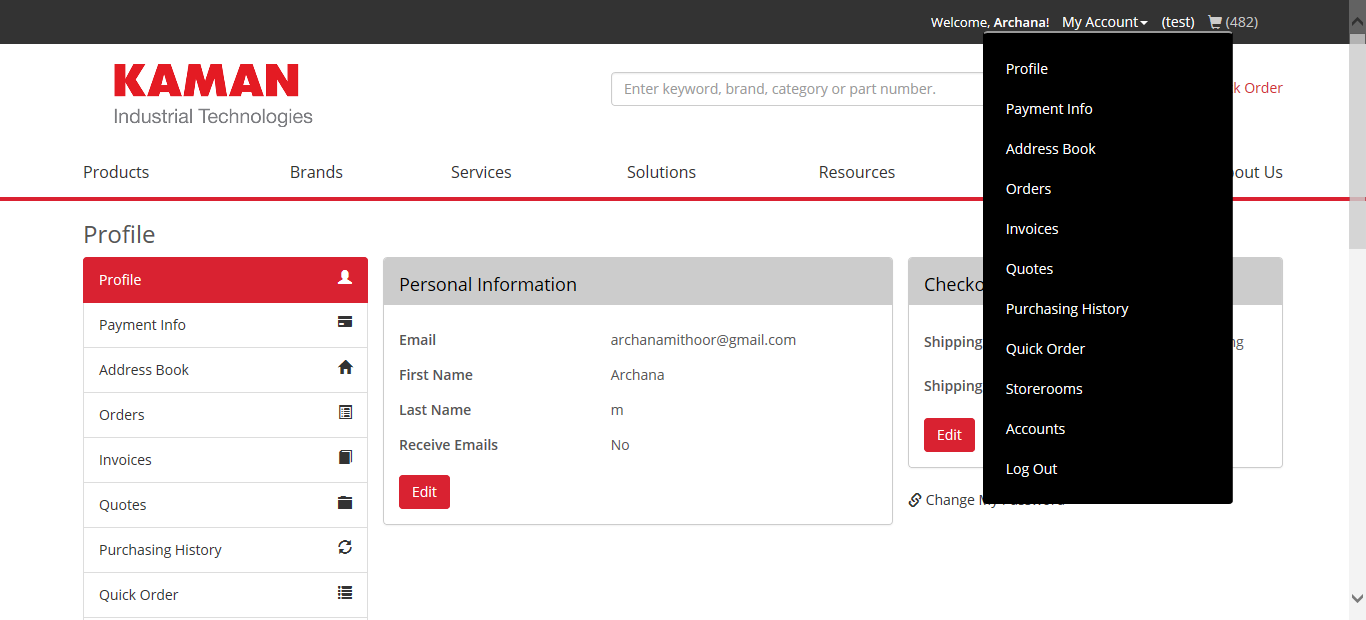 Welcome, Archana! My Account (test) (482)
KAMAN
Industrial Technologies
Enter keyword, brand, category or part number.
k Order
Products Brands Services Solutions Resources out Us
Profile
Payment Info
Address Book
Orders
Invoices
Quotes
Purchasing History
Quick Order
Storerooms
Accounts
Log Out
Profile
Profile
Payment Info
Address Book
Orders
Invoices
Quotes
Purchasing History
Quick Order
Personal Information
Email archanamithoor@gmail.com
First Name Archana
Last Name m
Receive Emails No
Edit
Checko
Shipping ng
Shipping
Edit
Change My Password